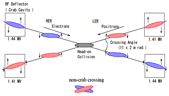 RF Deflector
( Crab Cavity )
HER
LER
Electrons
Positrons
1.44 MV
1.41 MV
Head-on
Collision
Crossing Angle
(11 x 2 m rad.)
1.41 MV
1.44 MV
non-crab-crossing